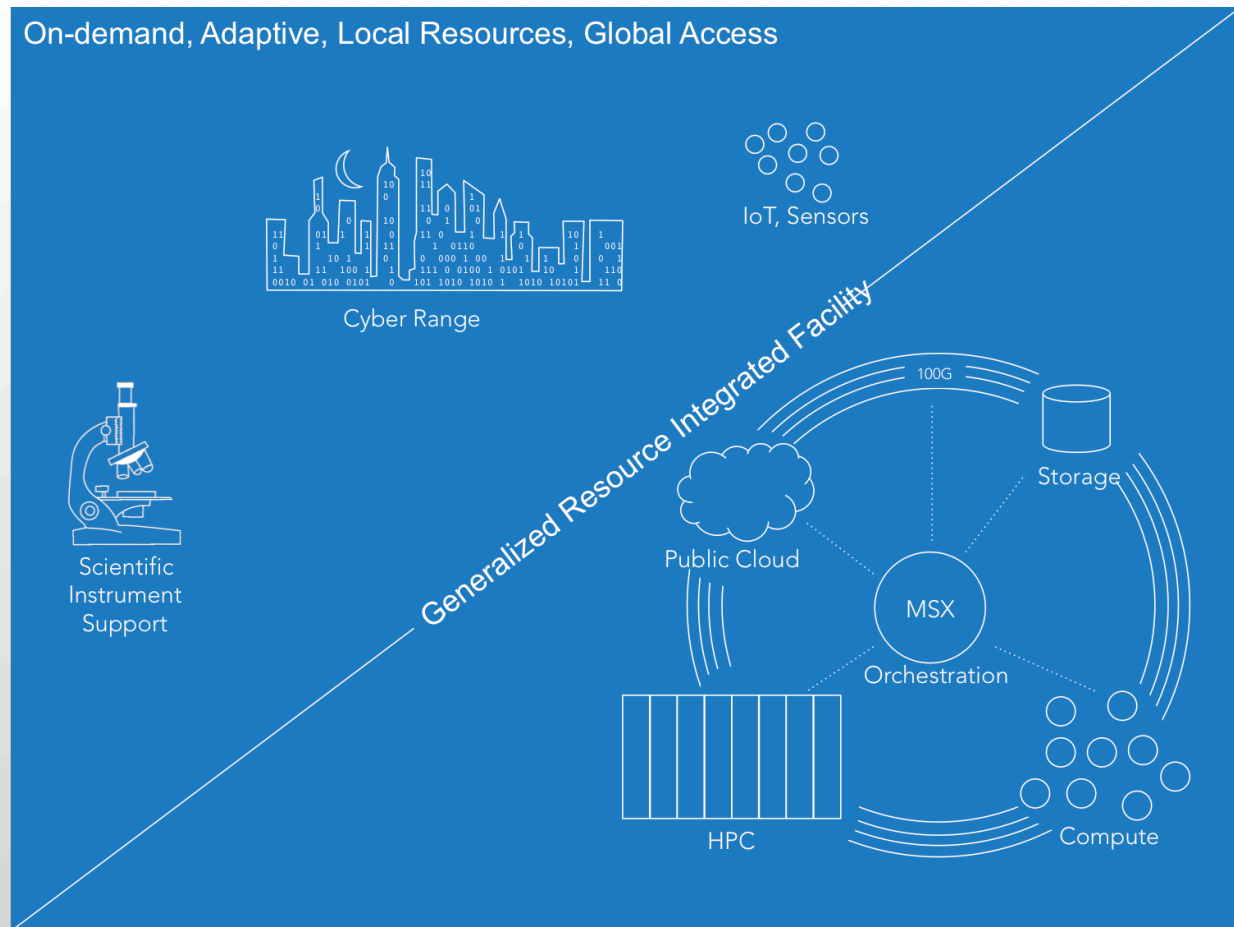 On-demand, Adaptive, Local Resources, Global Access
IoT, Sensors
Cyber Range
Generalized Resource Integrated Facility
100G
Storage
Public Cloud
Scientific
Instrument
Support
MSX
Orchestration
HPC
Compute